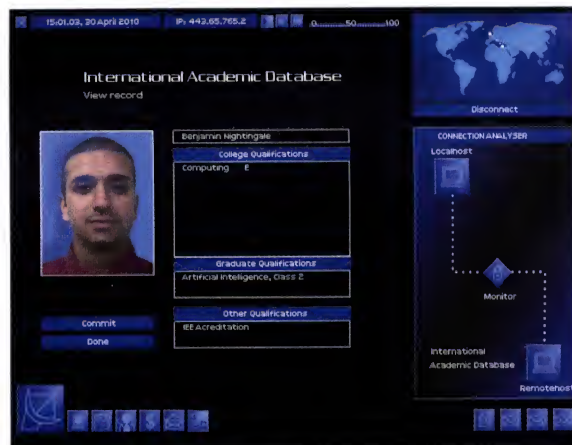 15:01.03, 30 April 2010
IP: 443.65.765.2
0..........50..........100
International Academic Database
View record
Disconnect
Benjamin Nightingale
College Qualifications
Computing E
Graduate Qualifications
Artificial Intelligence, Class 2
Other Qualifications
IEE Acreditation
Commit
Done
CONNECTION ANALYSER
Localhost
Monitor
International
Academic Database
Remotehost